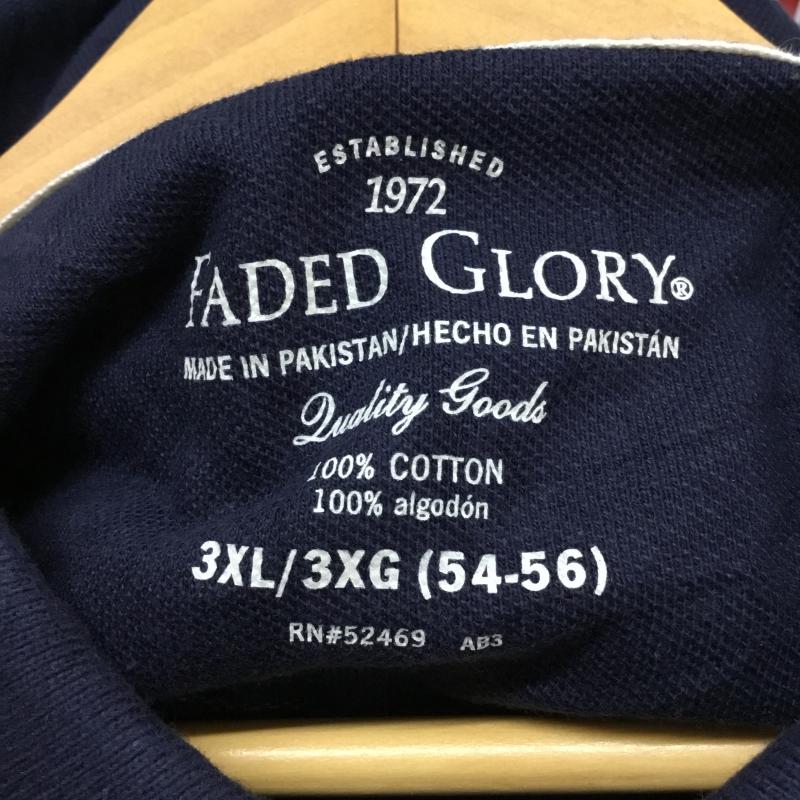 ESTABLISHED
1972
FADED GLORY®
MADE IN PAKISTAN/HECHO EN PAKISTÁN
Quality Goods
100% COTTON
100% algodón
3XL/3XG (54-56)
RN#52469 AB3